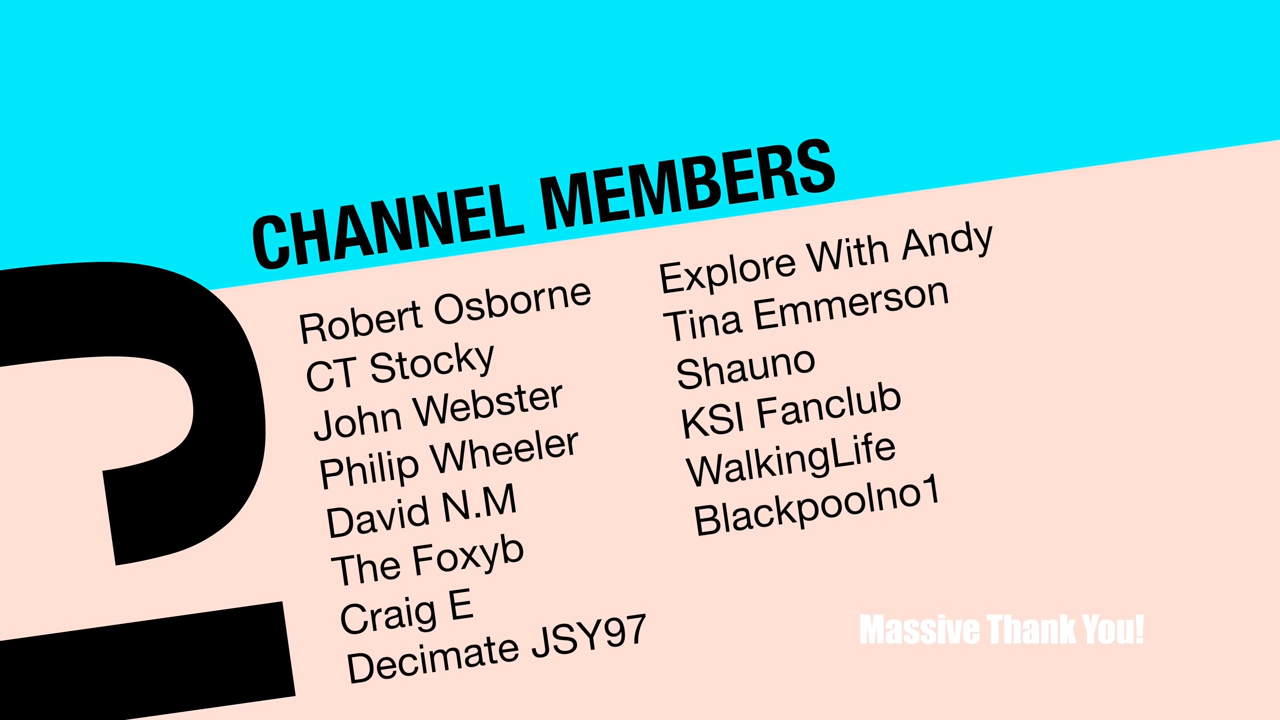 CHANNEL MEMBERS
Robert Osborne
CT Stocky
John Webster
Philip Wheeler
David N.M
The Foxyb
Craig E
Decimate JSY97
Explore With Andy
Tina Emmerson
Shauno
KSI Fanclub
WalkingLife
Blackpoolno1
Massive Thank You!